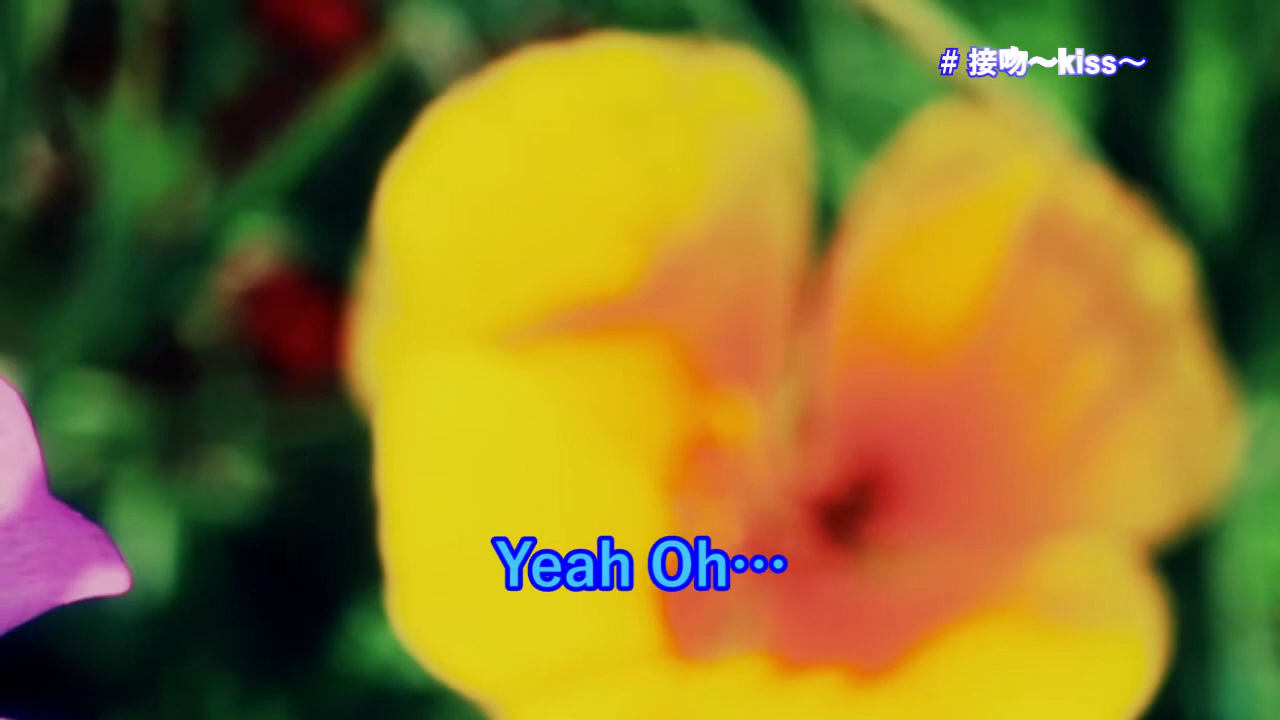 # 接吻～kiss～
Yeah Oh…